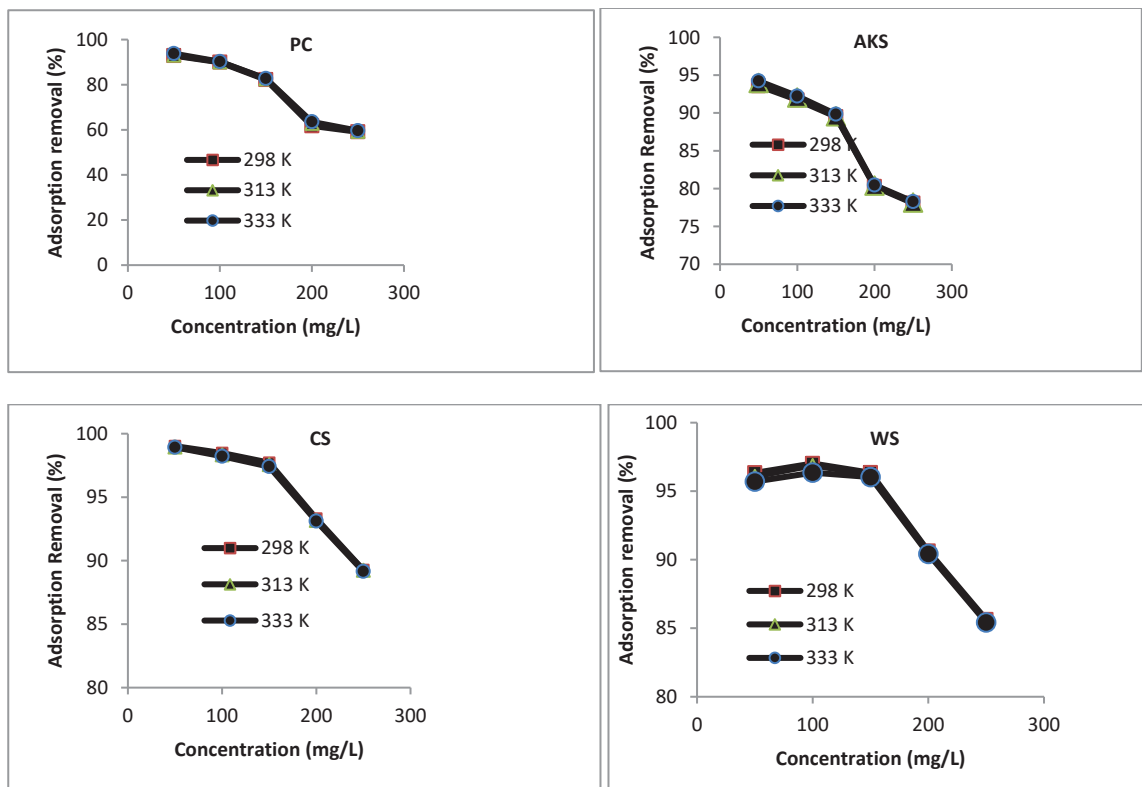 PC
Adsorption removal (%)
100
80
60
40
20
0
298 K
313 K
333 K
0 100 200 300
Concentration (mg/L)
AKS
Adsorption Removal (%)
100
95
90
85
80
75
70
298 K
313 K
333 K
0 100 200 300
Concentration (mg/L)
CS
Adsorption Removal (%)
100
95
90
85
80
298 K
313 K
333 K
0 100 200 300
Concentration (mg/L)
WS
Adsorption removal (%)
100
95
90
85
80
298 K
313 K
333 K
0 100 200 300
Concentration (mg/L)